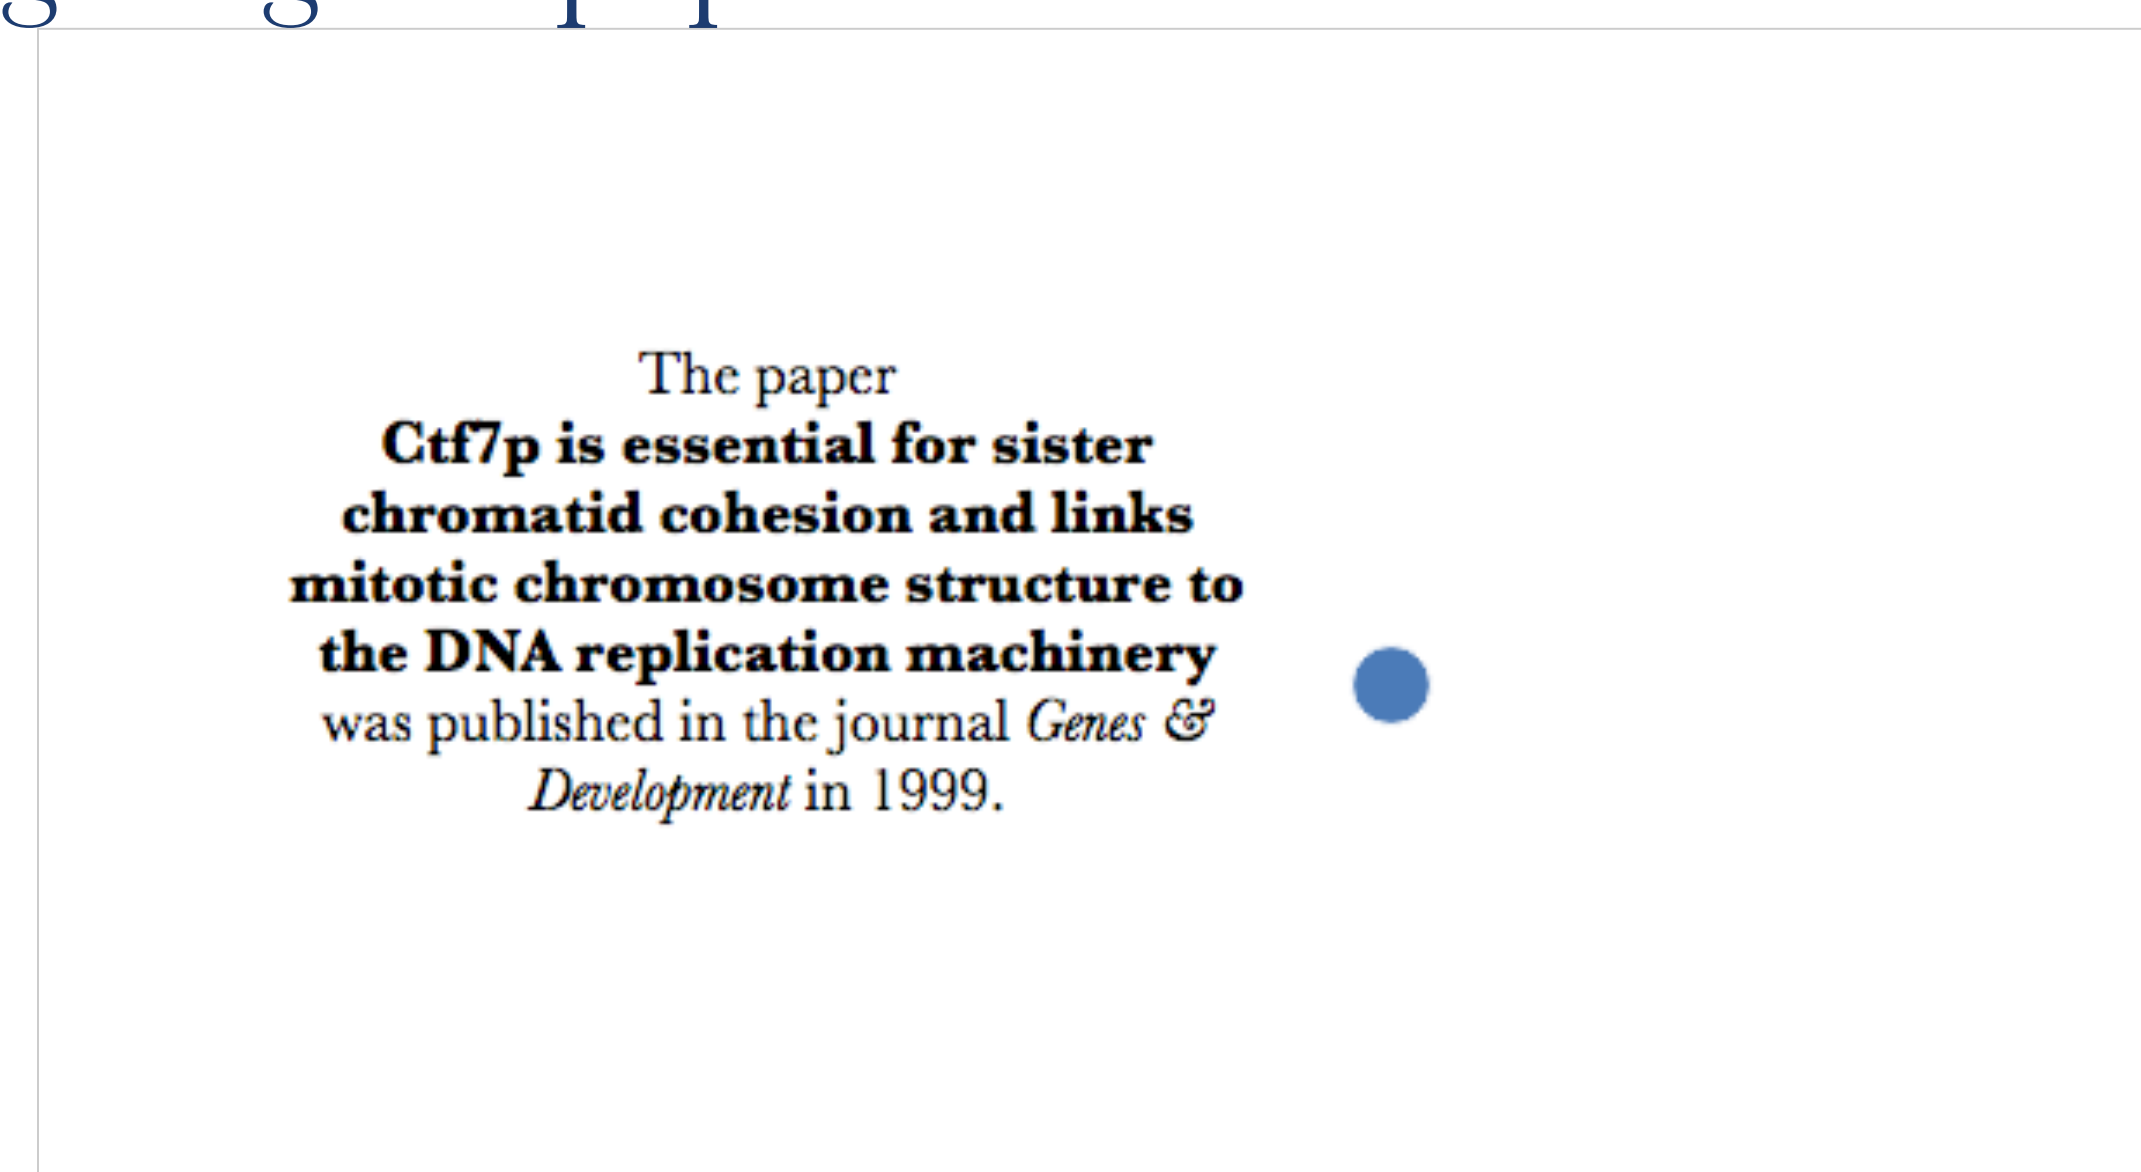 The paper
Ctf7p is essential for sister
chromatid cohesion and links
mitotic chromosome structure to
the DNA replication machinery
was published in the journal Genes &
Development in 1999.